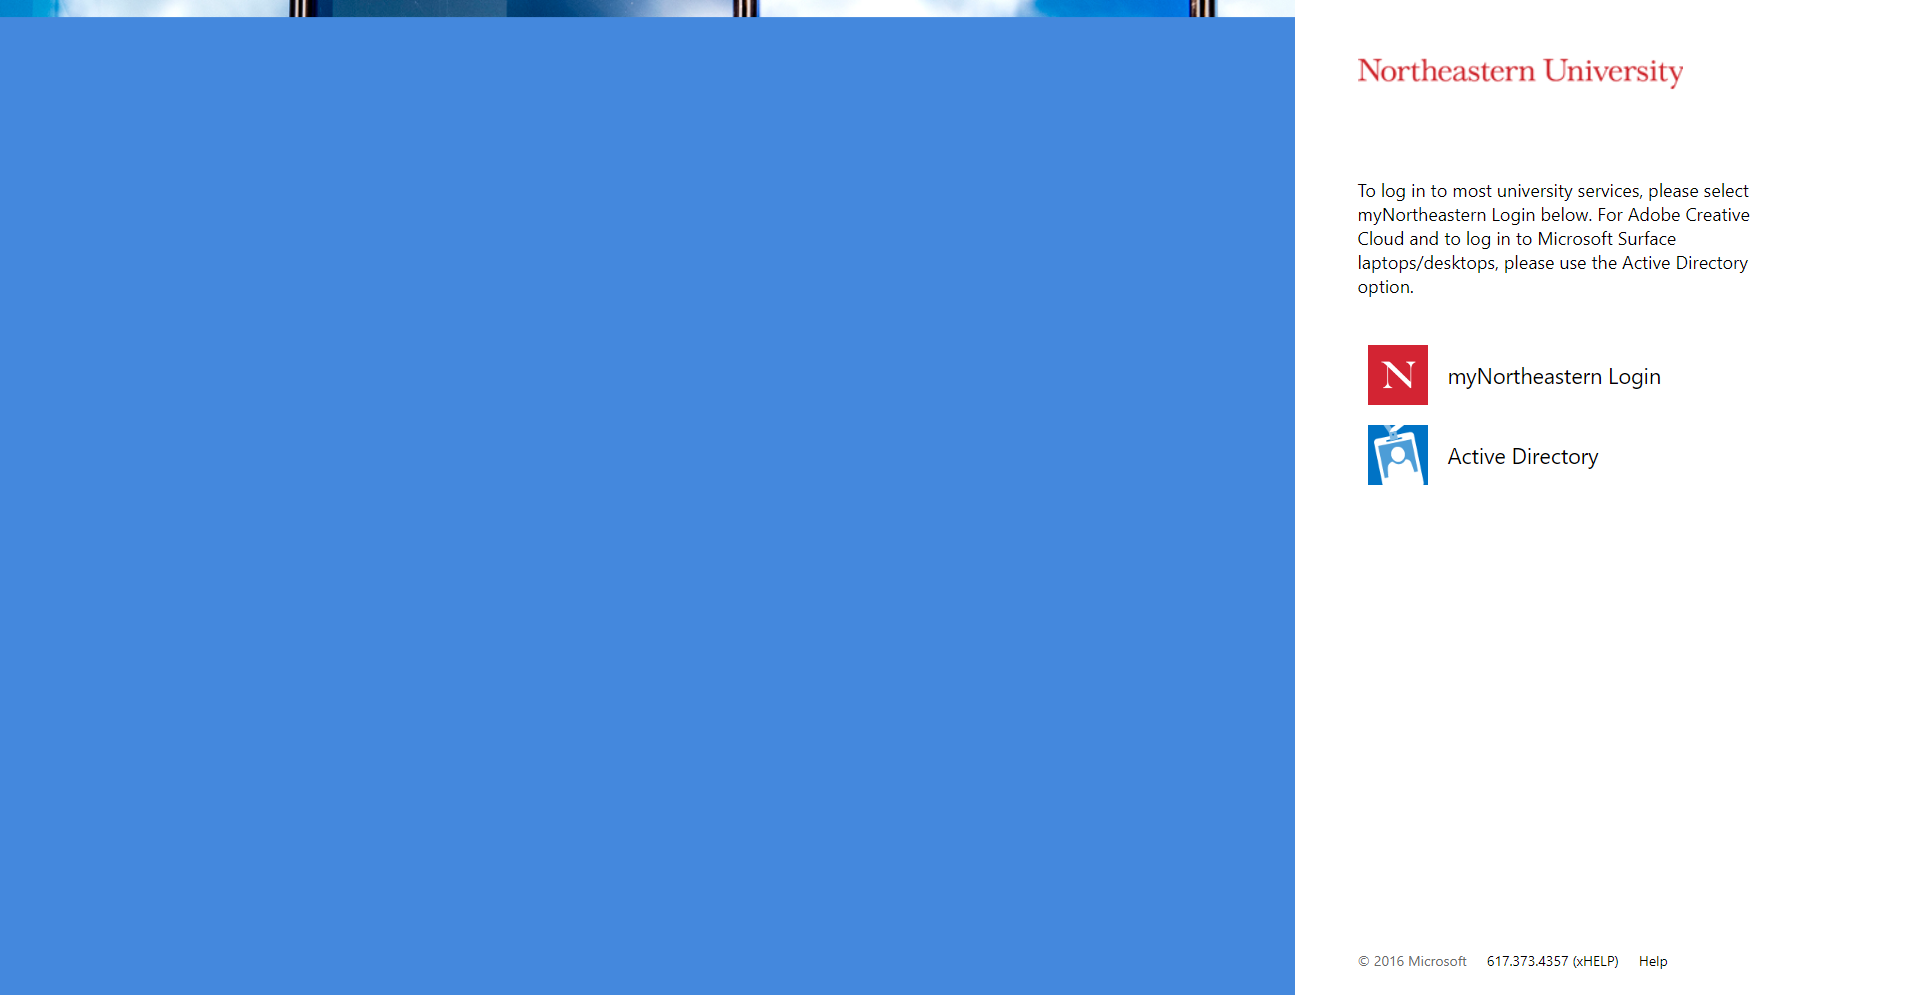 Northeastern University
To log in to most university services, please select
myNortheastern Login below. For Adobe Creative
Cloud and to log in to Microsoft Surface
laptops/desktops, please use the Active Directory
option.
N
myNortheastern Login
Active Directory
© 2016 Microsoft 617.373.4357 (xHELP) Help